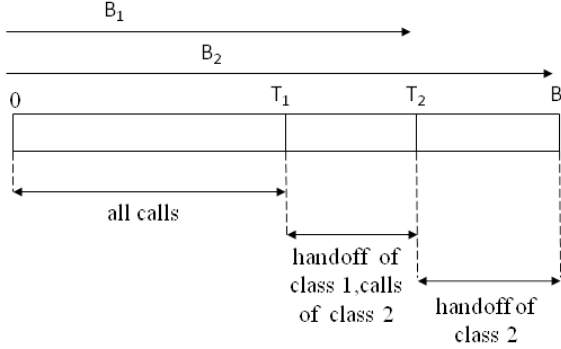 B1
B2
0 T1 T2 B
all calls
handoff of
class 1,calls
of class 2
handoff of
class 2